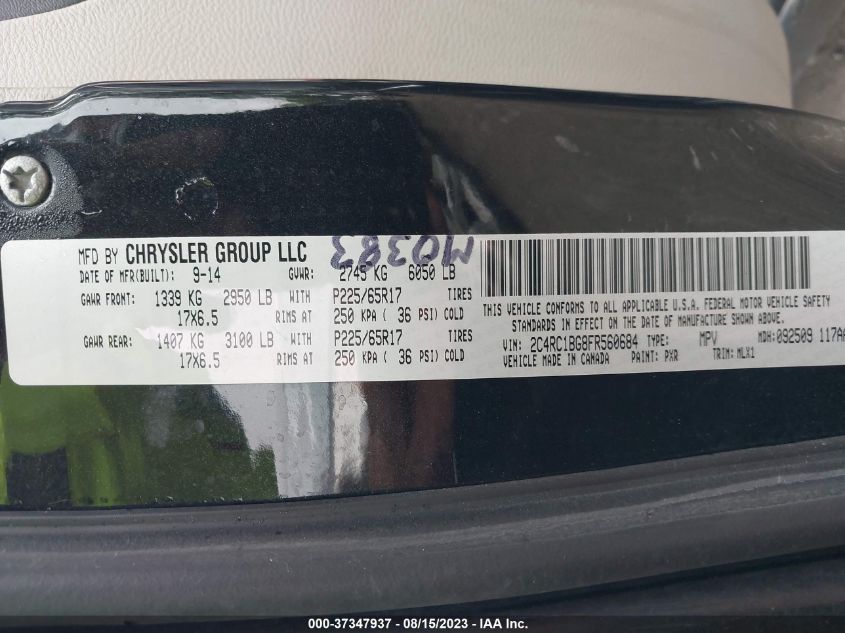 MFD BY CHRYSLER GROUP LLC
M0383
DATE OF MFR(BUILT): 9-14 GVWR: 2745 KG 6050 LB
GAWR FRONT: 1339 KG 2950 LB WITH P225/65R17 TIRES
17X6.5 RIMS AT 250 KPA ( 36 PSI) COLD
GAWR REAR: 1407 KG 3100 LB WITH P225/65R17 TIRES
17X6.5 RIMS AT 250 KPA ( 36 PSI) COLD
THIS VEHICLE CONFORMS TO ALL APPLICABLE U.S.A. FEDERAL MOTOR VEHICLE SAFETY
STANDARDS IN EFFECT ON THE DATE OF MANUFACTURE SHOWN ABOVE.
VIN: 2C4RC1BG8FR560684 TYPE: MPV MDH:092509 117AA
VEHICLE MADE IN CANADA PAINT: PXR TRIM: MLX1
000-37347937 - 08/15/2023 - IAA Inc.